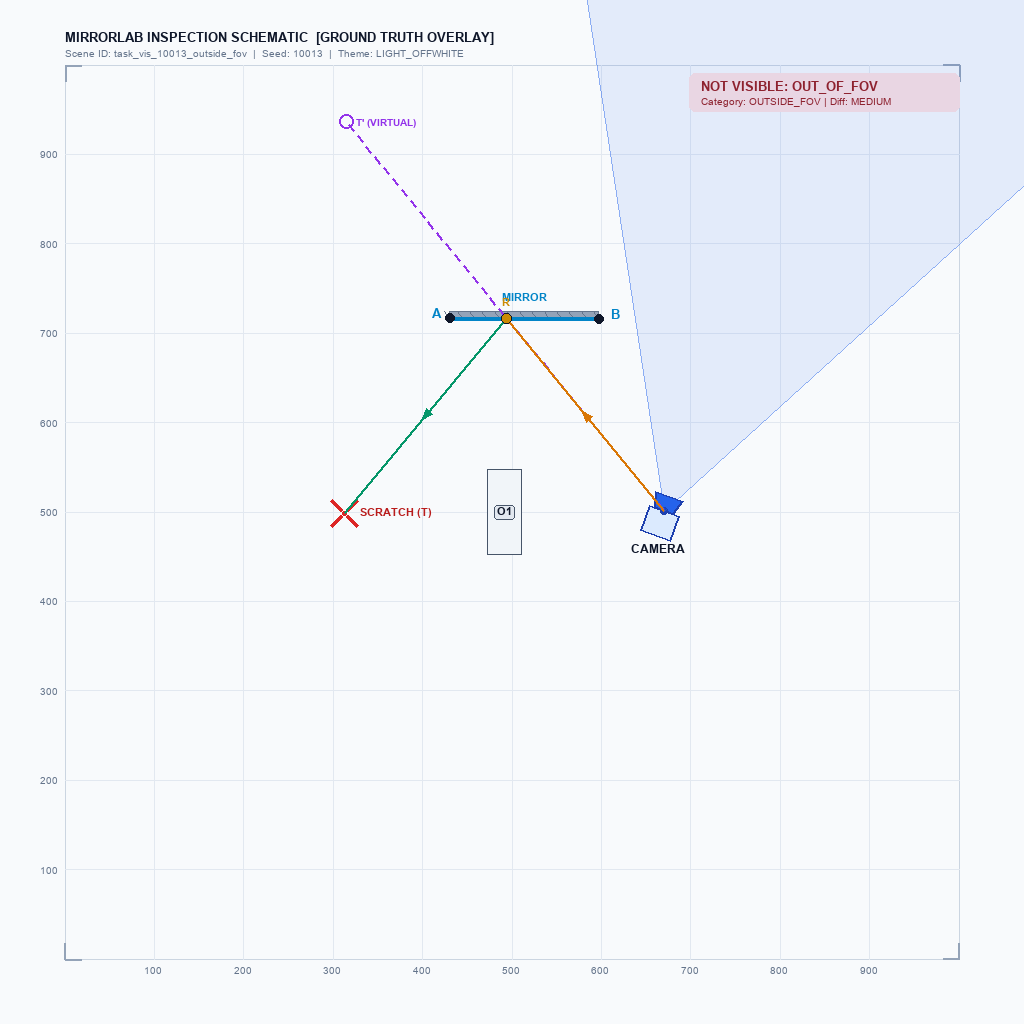 MIRRORLAB INSPECTION SCHEMATIC [GROUND TRUTH OVERLAY]
Scene ID: task_vis_10013_outside_fov | Seed: 10013 | Theme: LIGHT_OFFWHITE
NOT VISIBLE: OUT_OF_FOV
Category: OUTSIDE_FOV | Diff: MEDIUM
T' (VIRTUAL)
MIRROR
R
A
B
SCRATCH (T)
O1
CAMERA
900
800
700
600
500
400
300
200
100
100 200 300 400 500 600 700 800 900